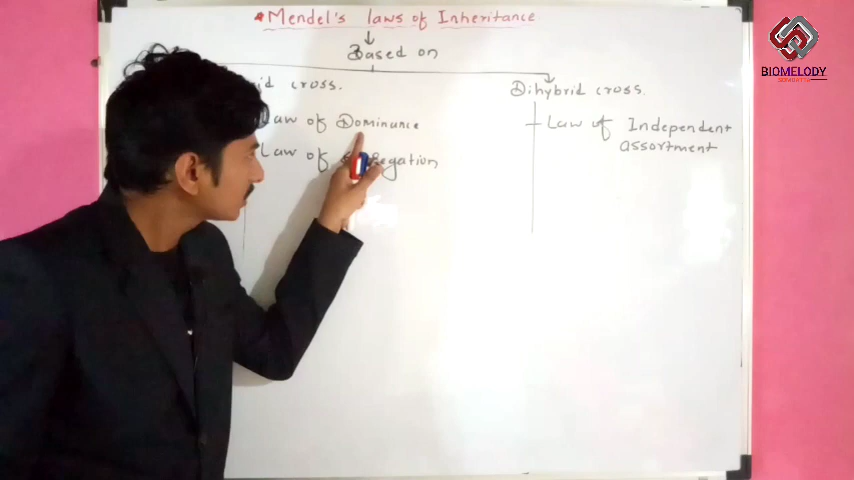 Mendel's laws of Inheritance
Based on
cross.
Law of Dominance
Law of
Dihybrid cross.
Law of Independent
assortment
BIOMELODY